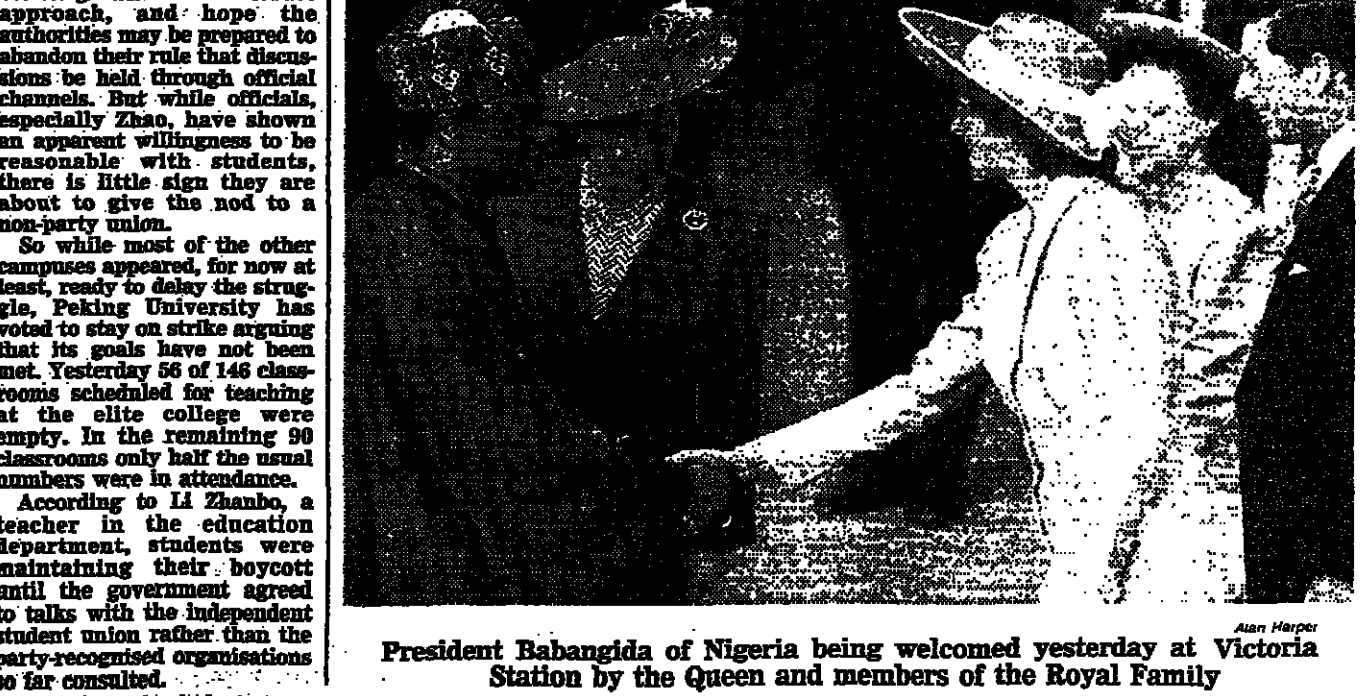 approach, and hope the
authorities may be prepared to
abandon their rule that discus-
sions be held through official
channels. But while officials,
especially Zhao, have shown
an apparent willingness to be
reasonable with students,
there is little sign they are
about to give the nod to a
non-party union.
So while most of the other
campuses appeared, for now at
least, ready to delay the strug-
gle, Peking University has
voted to stay on strike arguing
that its goals have not been
met. Yesterday 56 of 146 class-
rooms scheduled for teaching
at the elite college were
empty. In the remaining 90
classrooms only half the usual
numbers were in attendance.
According to Li Zhanbo, a
teacher in the education
department, students were
maintaining their boycott
until the government agreed
to talks with the independent
student union rather than the
party-recognised organisations
so far consulted.
Alan Harper
President Babangida of Nigeria being welcomed yesterday at Victoria
Station by the Queen and members of the Royal Family